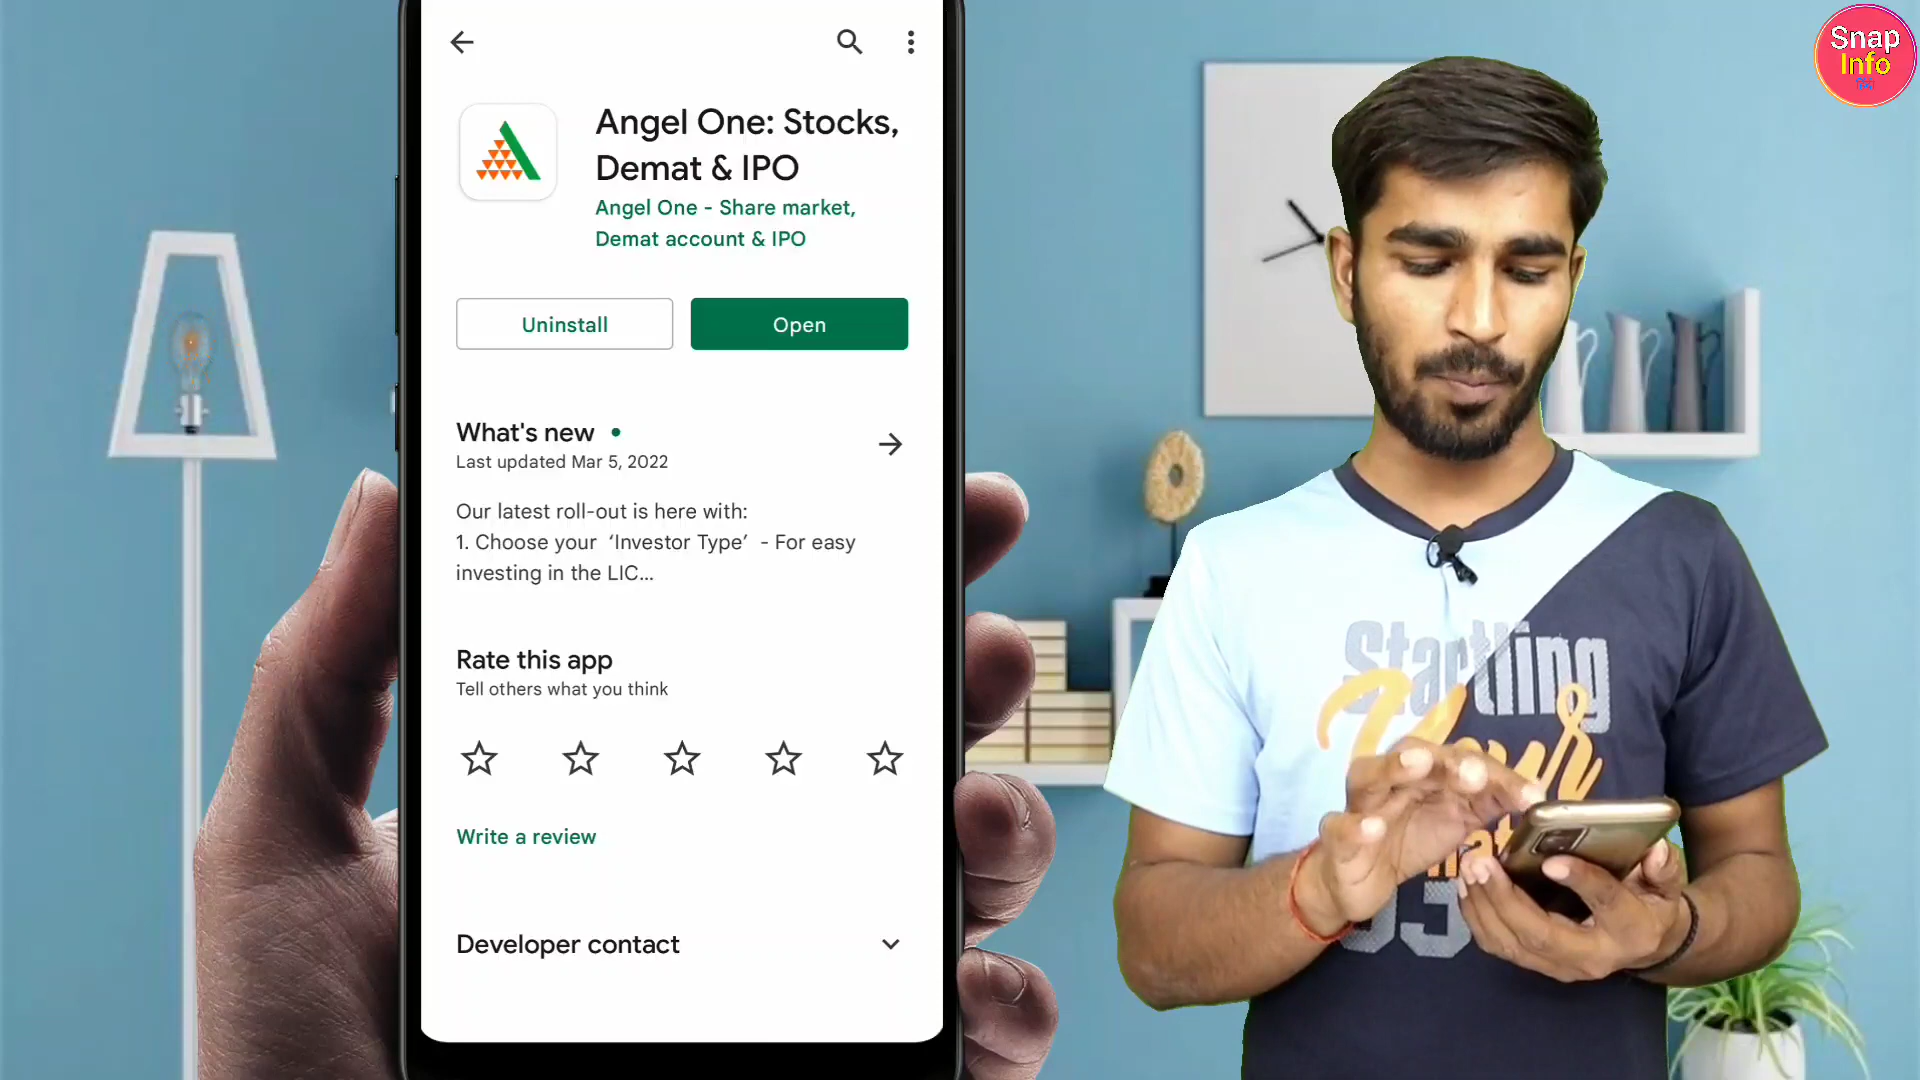 Snap
Info
Angel One: Stocks,
Demat & IPO
Angel One - Share market,
Demat account & IPO
Uninstall
Open
What's new
Last updated Mar 5, 2022
Our latest roll-out is here with:
1. Choose your ‘Investor Type’ - For easy
investing in the LIC...
Rate this app
Tell others what you think
Write a review
Developer contact
Startling
Your